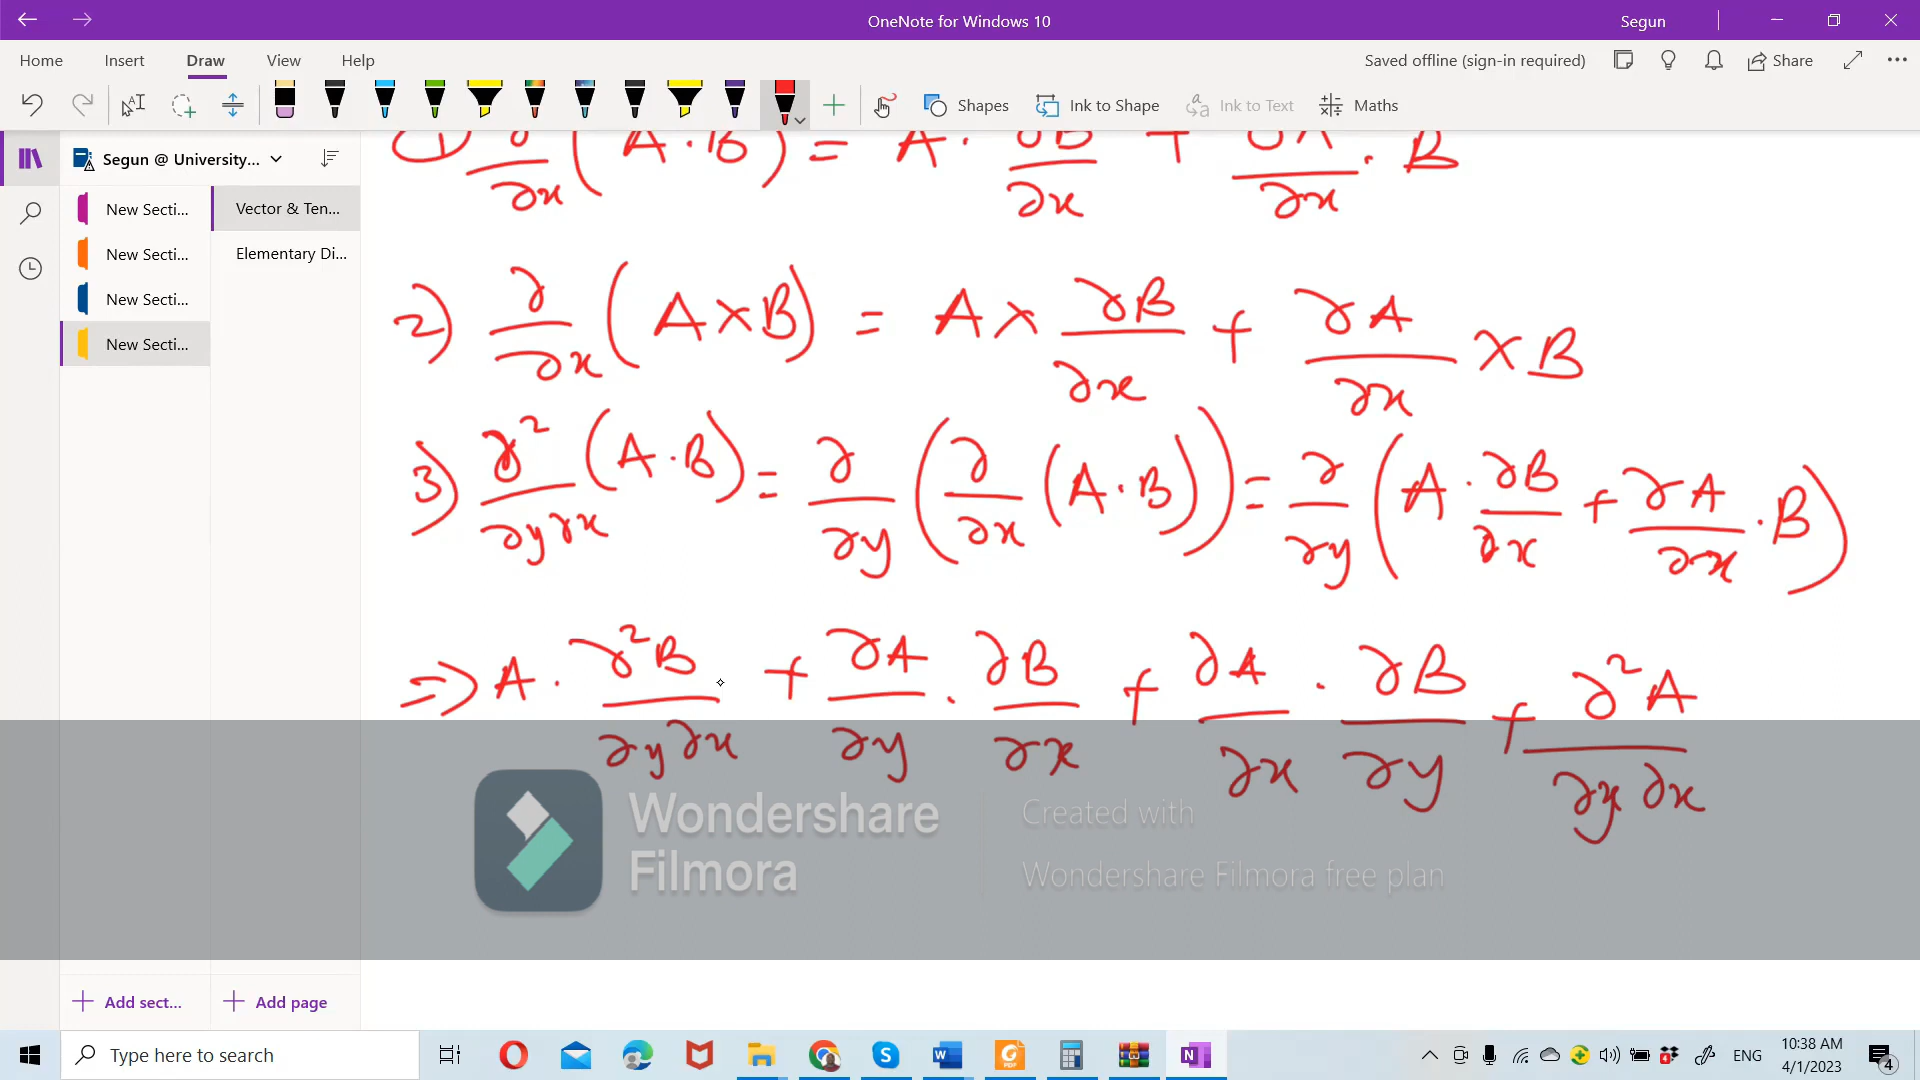 OneNote for Windows 10
Segun
Home Insert Draw View Help
Saved offline (sign-in required)
Share
Shapes
Ink to Shape
Ink to Text
Maths
Segun @ University...
New Secti...
New Secti...
New Secti...
New Secti...
Vector & Ten...
Elementary Di...
1) ∂/∂x (A·B) = A · ∂B/∂x + ∂A/∂x · B
2) ∂/∂x (A×B) = A × ∂B/∂x + ∂A/∂x × B
3) ∂²/∂y∂x (A·B) = ∂/∂y (∂/∂x (A·B)) = ∂/∂y (A · ∂B/∂x + ∂A/∂x · B)
=> A · ∂²B/∂y∂x + ∂A/∂y · ∂B/∂x + ∂A/∂x · ∂B/∂y + ∂²A/∂y∂x
Wondershare
Filmora
Created with
Wondershare Filmora free plan
Add sect...
Add page
Type here to search
ENG
10:38 AM
4/1/2023
4